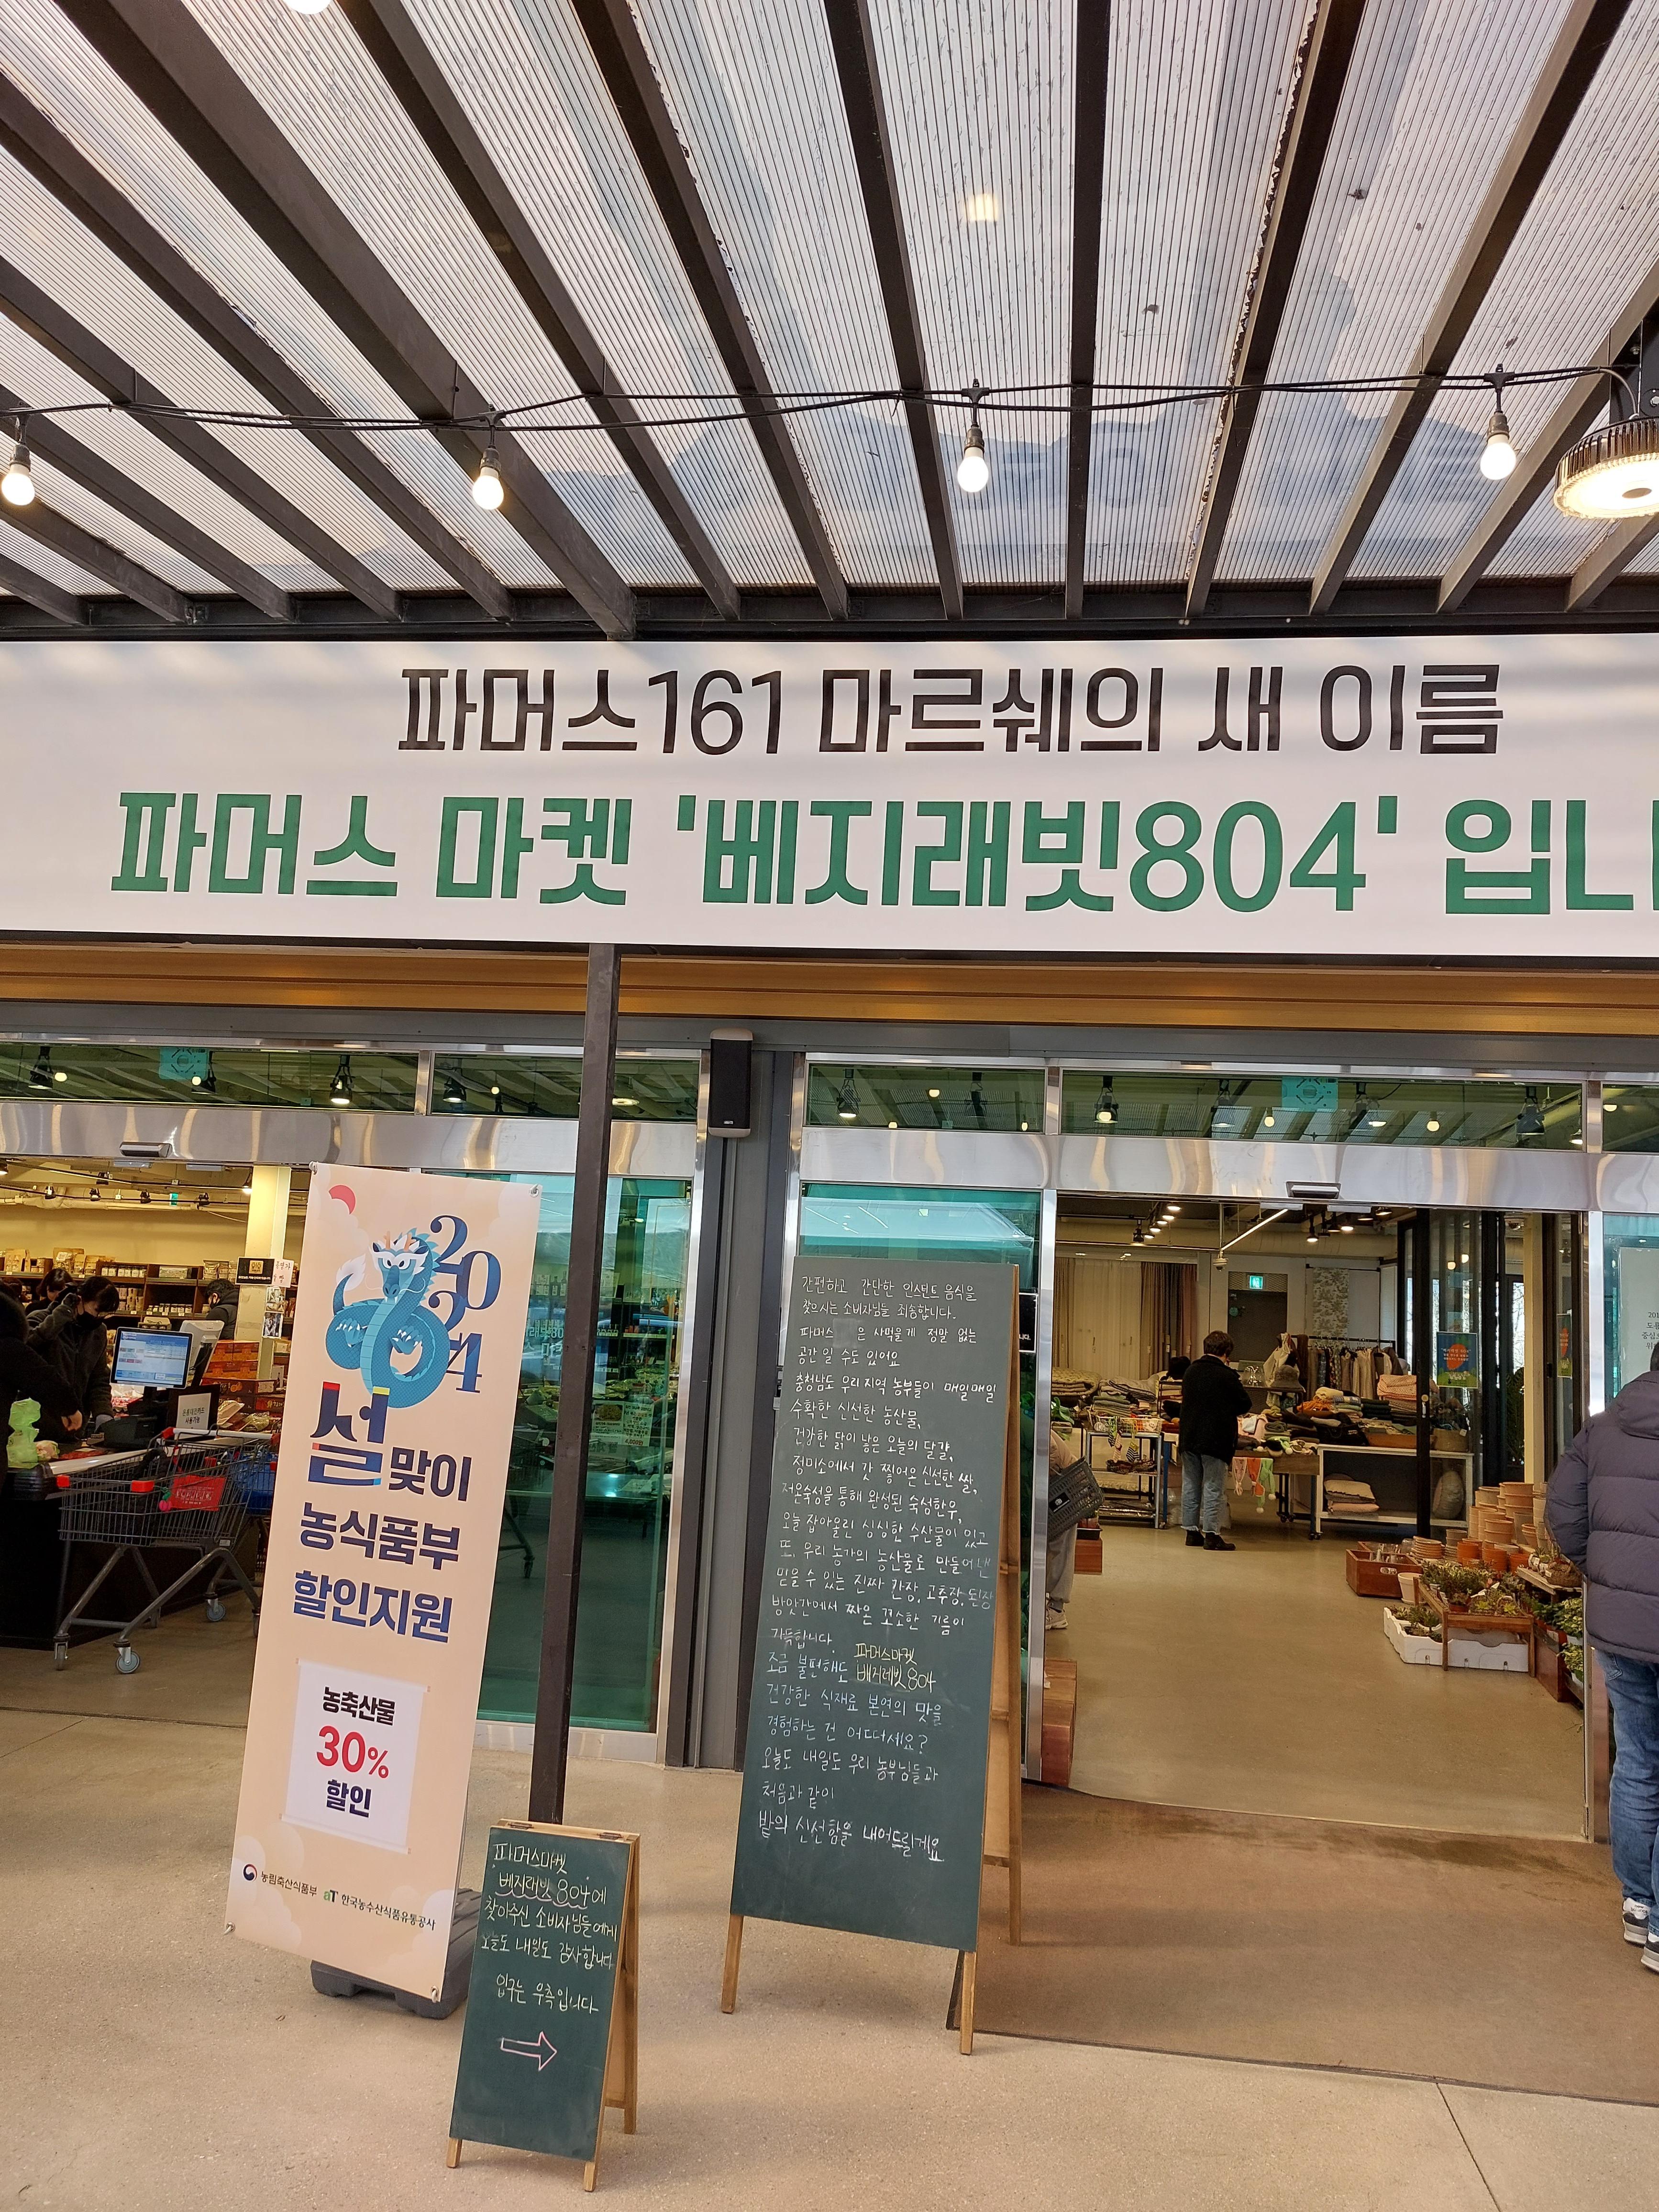 파머스161 마르쉐의 새 이름
파머스 마켓 '베지래빗804' 입니
2024
설맞이
농식품부
할인지원
농축산물
30%
할인
농림축산식품부 aT 한국농수산식품유통공사
파머스마켓
베지래빗 804에
찾아주신 소비자님들에게
오늘도 내일도 감사합니다
입구는 우측입니다
간편하고 간단한 인스턴트 음식을
찾으시는 소비자님들 죄송합니다.
파머스 은 사먹을게 정말 없는
공간 일 수도 있어요
충청남도 우리지역 농부들이 매일매일
수확한 신선한 농산물,
건강한 닭이 낳은 오늘의 달걀,
정미소에서 갓 찧어온 신선한 쌀,
저온숙성을 통해 완성된 숙성한우,
오늘 잡아올린 싱싱한 수산물이 있고
또, 우리 농가의 농산물로 만들어낸
믿을 수 있는 진짜 간장, 고추장, 된장
방앗간에서 짜온 꼬소한 기름이
가득합니다.
조금 불편해도 파머스마켓 베지레빗 804
건강한 식재료 본연의 맛을
경험하는 건 어떠세요?
오늘도 내일도 우리 농부님들과
처음과 같이
밭의 신선함을 내어드릴게요